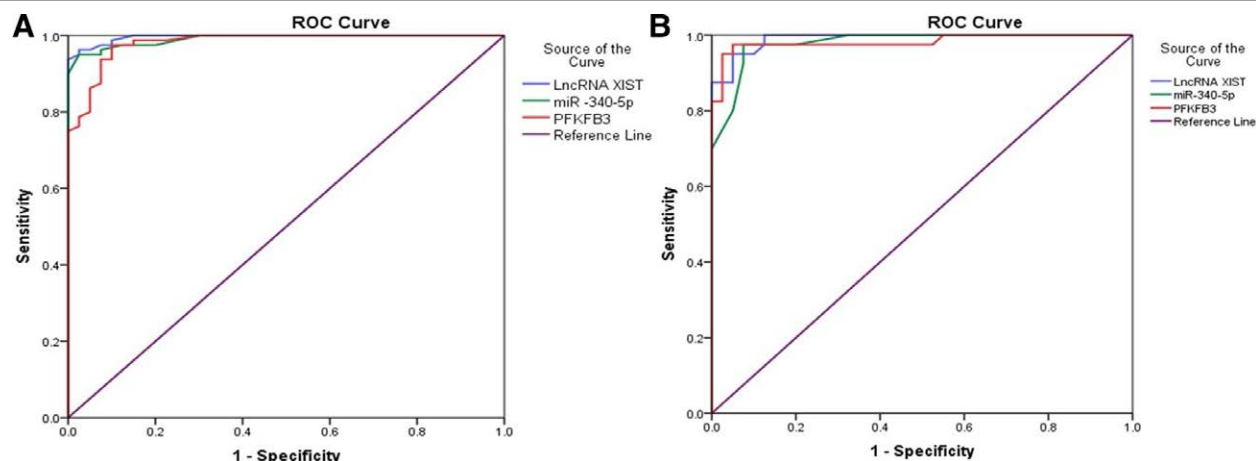 A
ROC Curve
1.0
0.8
0.6
0.4
0.2
0.0
Sensitivity
0.0 0.2 0.4 0.6 0.8 1.0
1 - Specificity
Source of the
Curve
LncRNA XIST
miR -340-5p
PFKFB3
Reference Line
B
ROC Curve
1.0
0.8
0.6
0.4
0.2
0.0
Sensitivity
0.0 0.2 0.4 0.6 0.8 1.0
1 - Specificity
Source of the
Curve
LncRNA XIST
miR-340-5p
PFKFB3
Reference Line